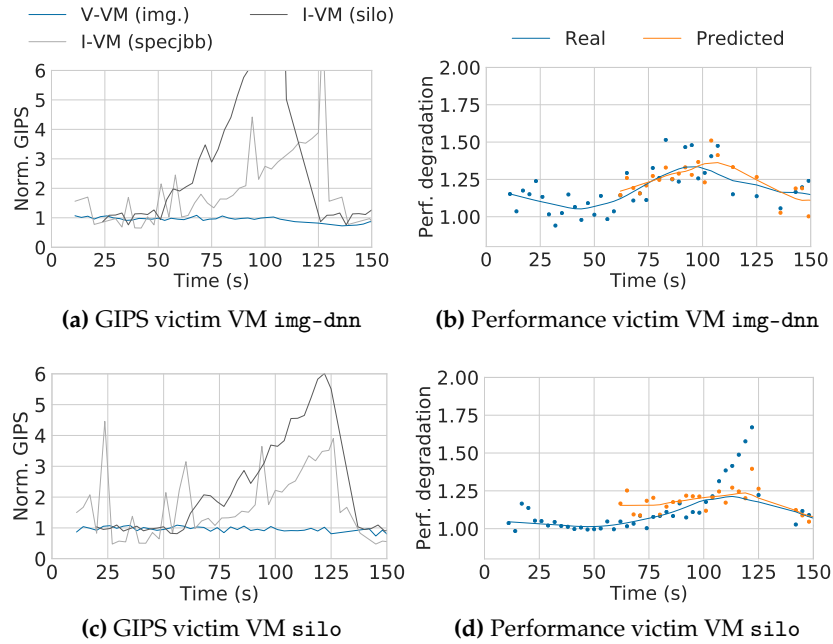 V-VM (img.)
I-VM (silo)
I-VM (specjbb)
Real
Predicted
Norm. GIPS
6
5
4
3
2
1
0
0 25 50 75 100 125 150
Time (s)
(a) GIPS victim VM img-dnn
Perf. degradation
2.00
1.75
1.50
1.25
1.00
0 25 50 75 100 125 150
Time (s)
(b) Performance victim VM img-dnn
Norm. GIPS
6
5
4
3
2
1
0
0 25 50 75 100 125 150
Time (s)
(c) GIPS victim VM silo
Perf. degradation
2.00
1.75
1.50
1.25
1.00
0 25 50 75 100 125 150
Time (s)
(d) Performance victim VM silo